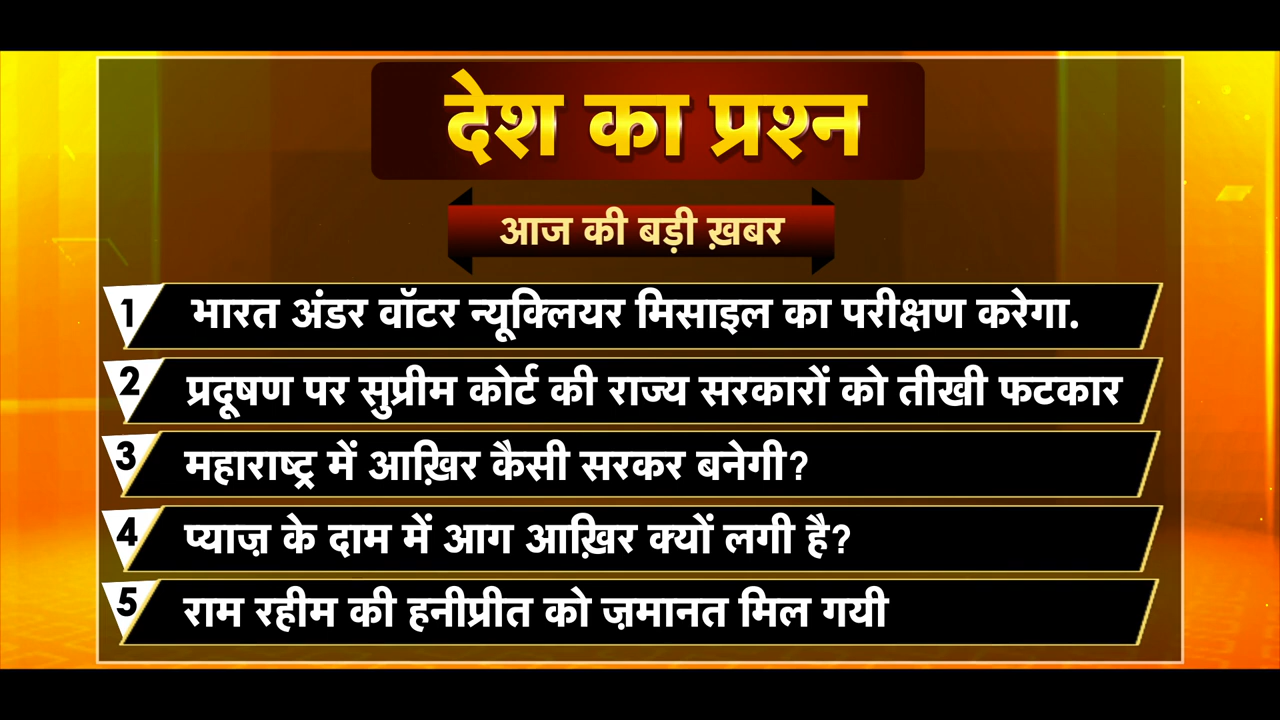 देश का प्रश्न
आज की बड़ी ख़बर
1 भारत अंडर वॉटर न्यूक्लियर मिसाइल का परीक्षण करेगा.
2 प्रदूषण पर सुप्रीम कोर्ट की राज्य सरकारों को तीखी फटकार
3 महाराष्ट्र में आख़िर कैसी सरकर बनेगी?
4 प्याज़ के दाम में आग आख़िर क्यों लगी है?
5 राम रहीम की हनीप्रीत को ज़मानत मिल गयी